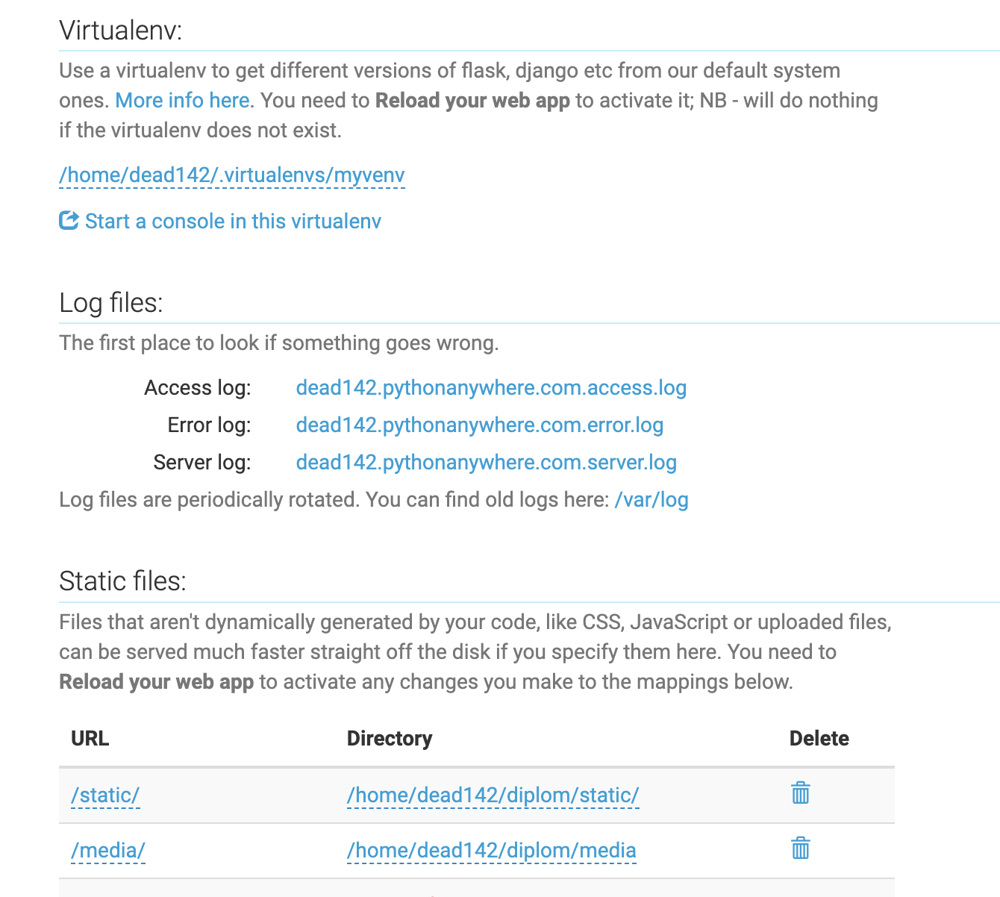 Virtualenv:
Use a virtualenv to get different versions of flask, django etc from our default system
ones. More info here. You need to Reload your web app to activate it; NB - will do nothing
if the virtualenv does not exist.
/home/dead142/.virtualenvs/myvenv
Start a console in this virtualenv
Log files:
The first place to look if something goes wrong.
Access log: dead142.pythonanywhere.com.access.log
Error log: dead142.pythonanywhere.com.error.log
Server log: dead142.pythonanywhere.com.server.log
Log files are periodically rotated. You can find old logs here: /var/log
Static files:
Files that aren't dynamically generated by your code, like CSS, JavaScript or uploaded files,
can be served much faster straight off the disk if you specify them here. You need to
Reload your web app to activate any changes you make to the mappings below.
URL Directory Delete
/static/ /home/dead142/diplom/static/
/media/ /home/dead142/diplom/media